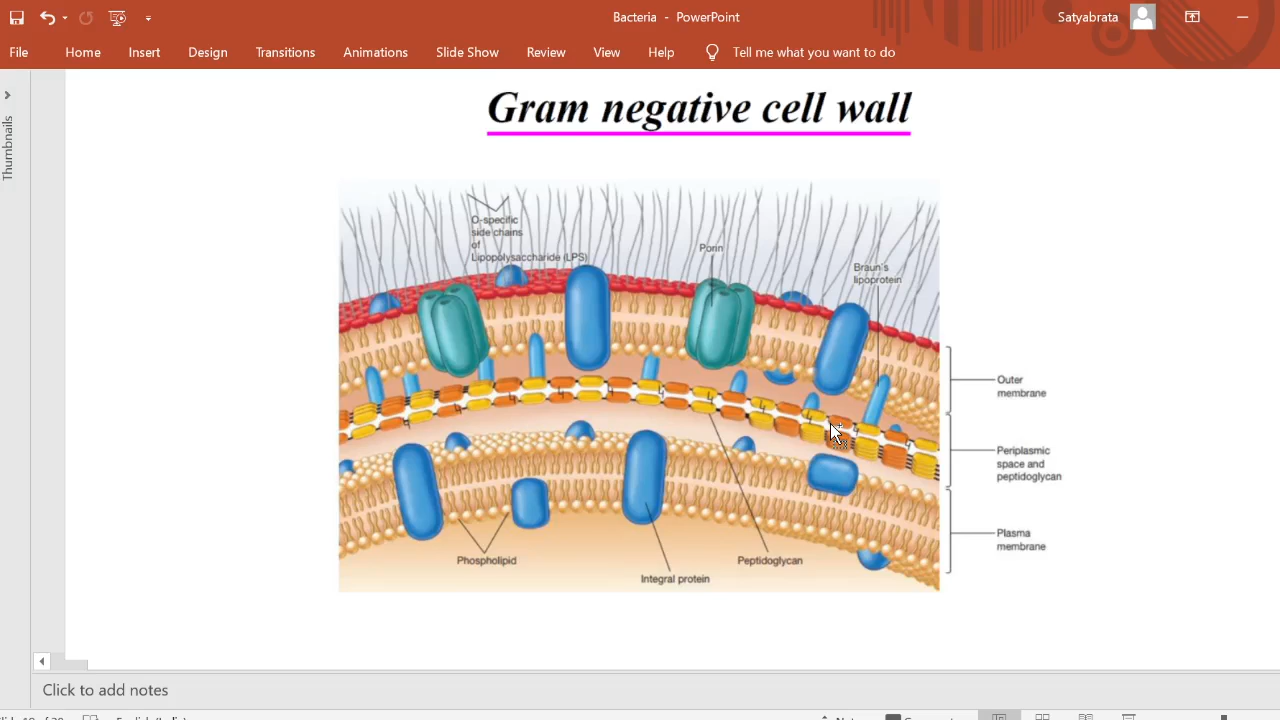 Bacteria - PowerPoint
Satyabrata
File Home Insert Design Transitions Animations Slide Show Review View Help Tell me what you want to do
Thumbnails
Gram negative cell wall
O-specific
side chains
of
Lipopolysaccharide (LPS)
Porin
Braun's
lipoprotein
Outer
membrane
Periplasmic
space and
peptidoglycan
Plasma
membrane
Phospholipid
Peptidoglycan
Integral protein
Click to add notes